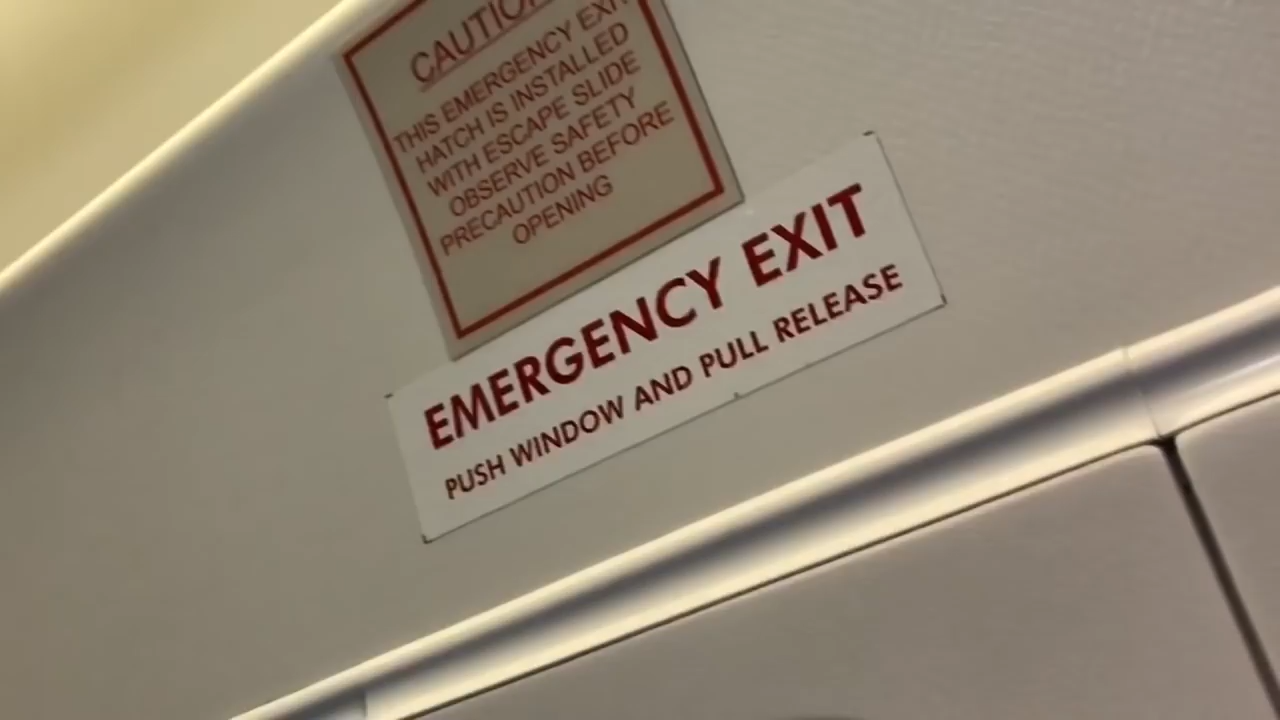 CAUTION
THIS EMERGENCY EXIT
HATCH IS INSTALLED
WITH ESCAPE SLIDE
OBSERVE SAFETY
PRECAUTION BEFORE
OPENING
EMERGENCY EXIT
PUSH WINDOW AND PULL RELEASE